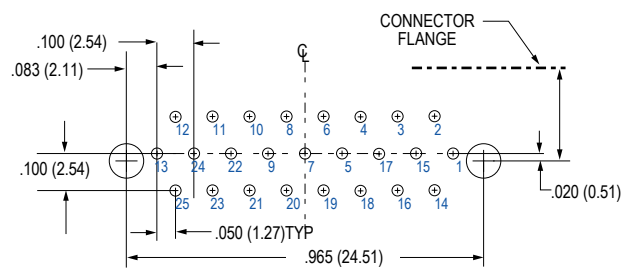 .100 (2.54)
.083 (2.11)
CONNECTOR
FLANGE
CL
12 11 10 8 6 4 3 2
13 24 22 9 7 5 17 15 1
.100 (2.54)
25 23 21 20 19 18 16 14
.020 (0.51)
.050 (1.27)TYP
.965 (24.51)